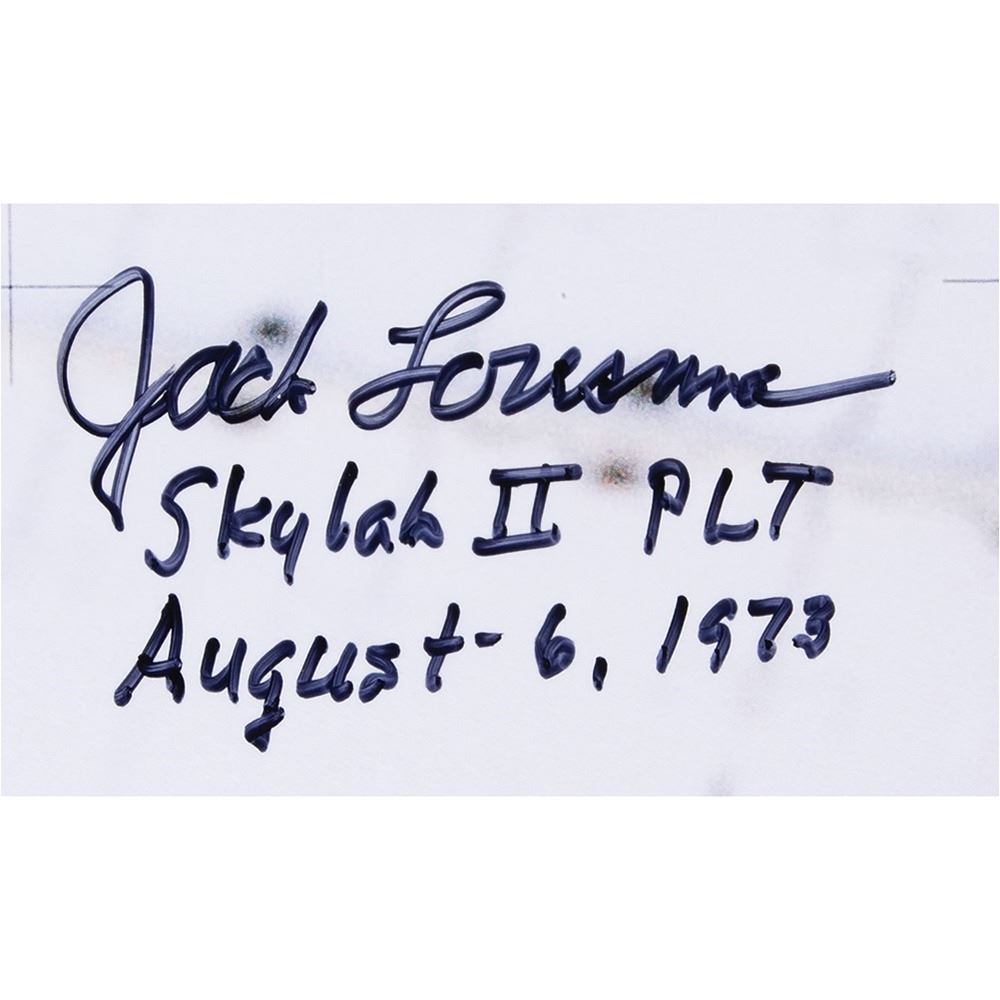 Jack Lousma
Skylab II PLT
August - 6, 1973